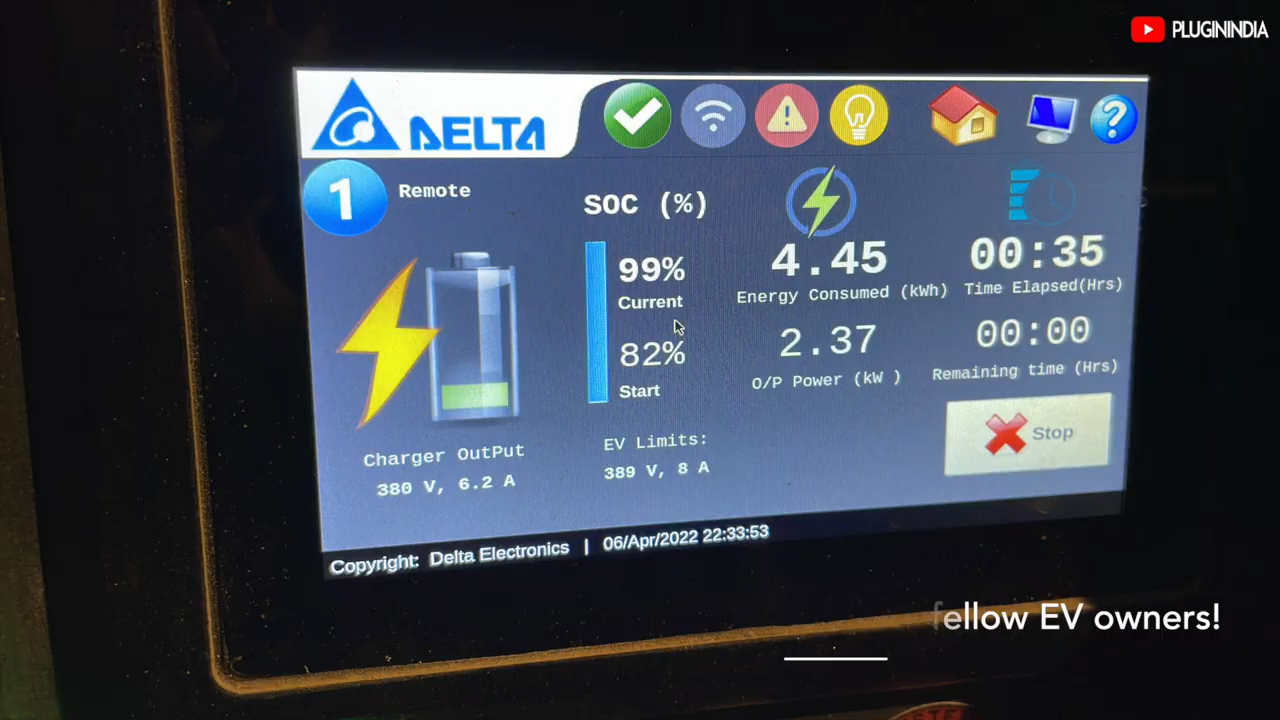 PLUGININDIA
DELTA
1
Remote
SOC (%)
99%
Current
82%
Start
4.45
Energy Consumed (kWh)
2.37
O/P Power (kW )
00:35
Time Elapsed(Hrs)
00:00
Remaining time (Hrs)
Stop
Charger OutPut
380 V, 6.2 A
EV Limits:
389 V, 8 A
Copyright: Delta Electronics | 06/Apr/2022 22:33:53
fellow EV owners!